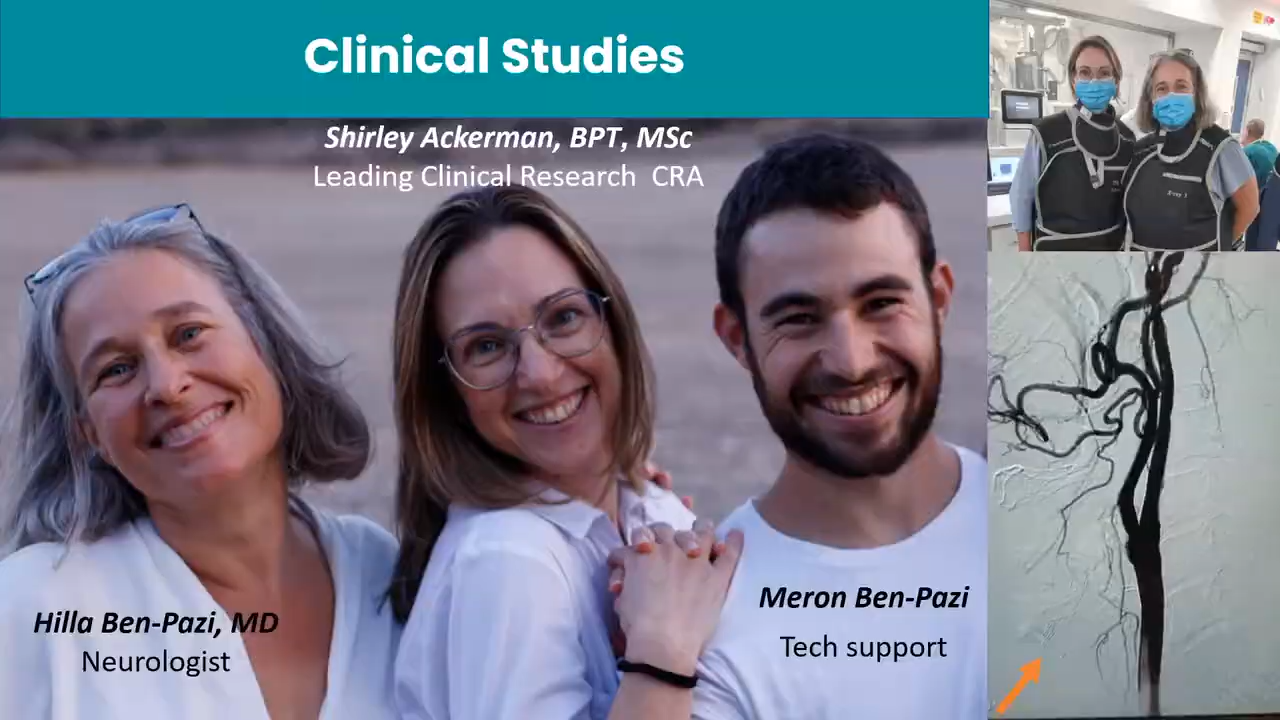 Clinical Studies
Shirley Ackerman, BPT, MSc
Leading Clinical Research CRA
Hilla Ben-Pazi, MD
Neurologist
Meron Ben-Pazi
Tech support